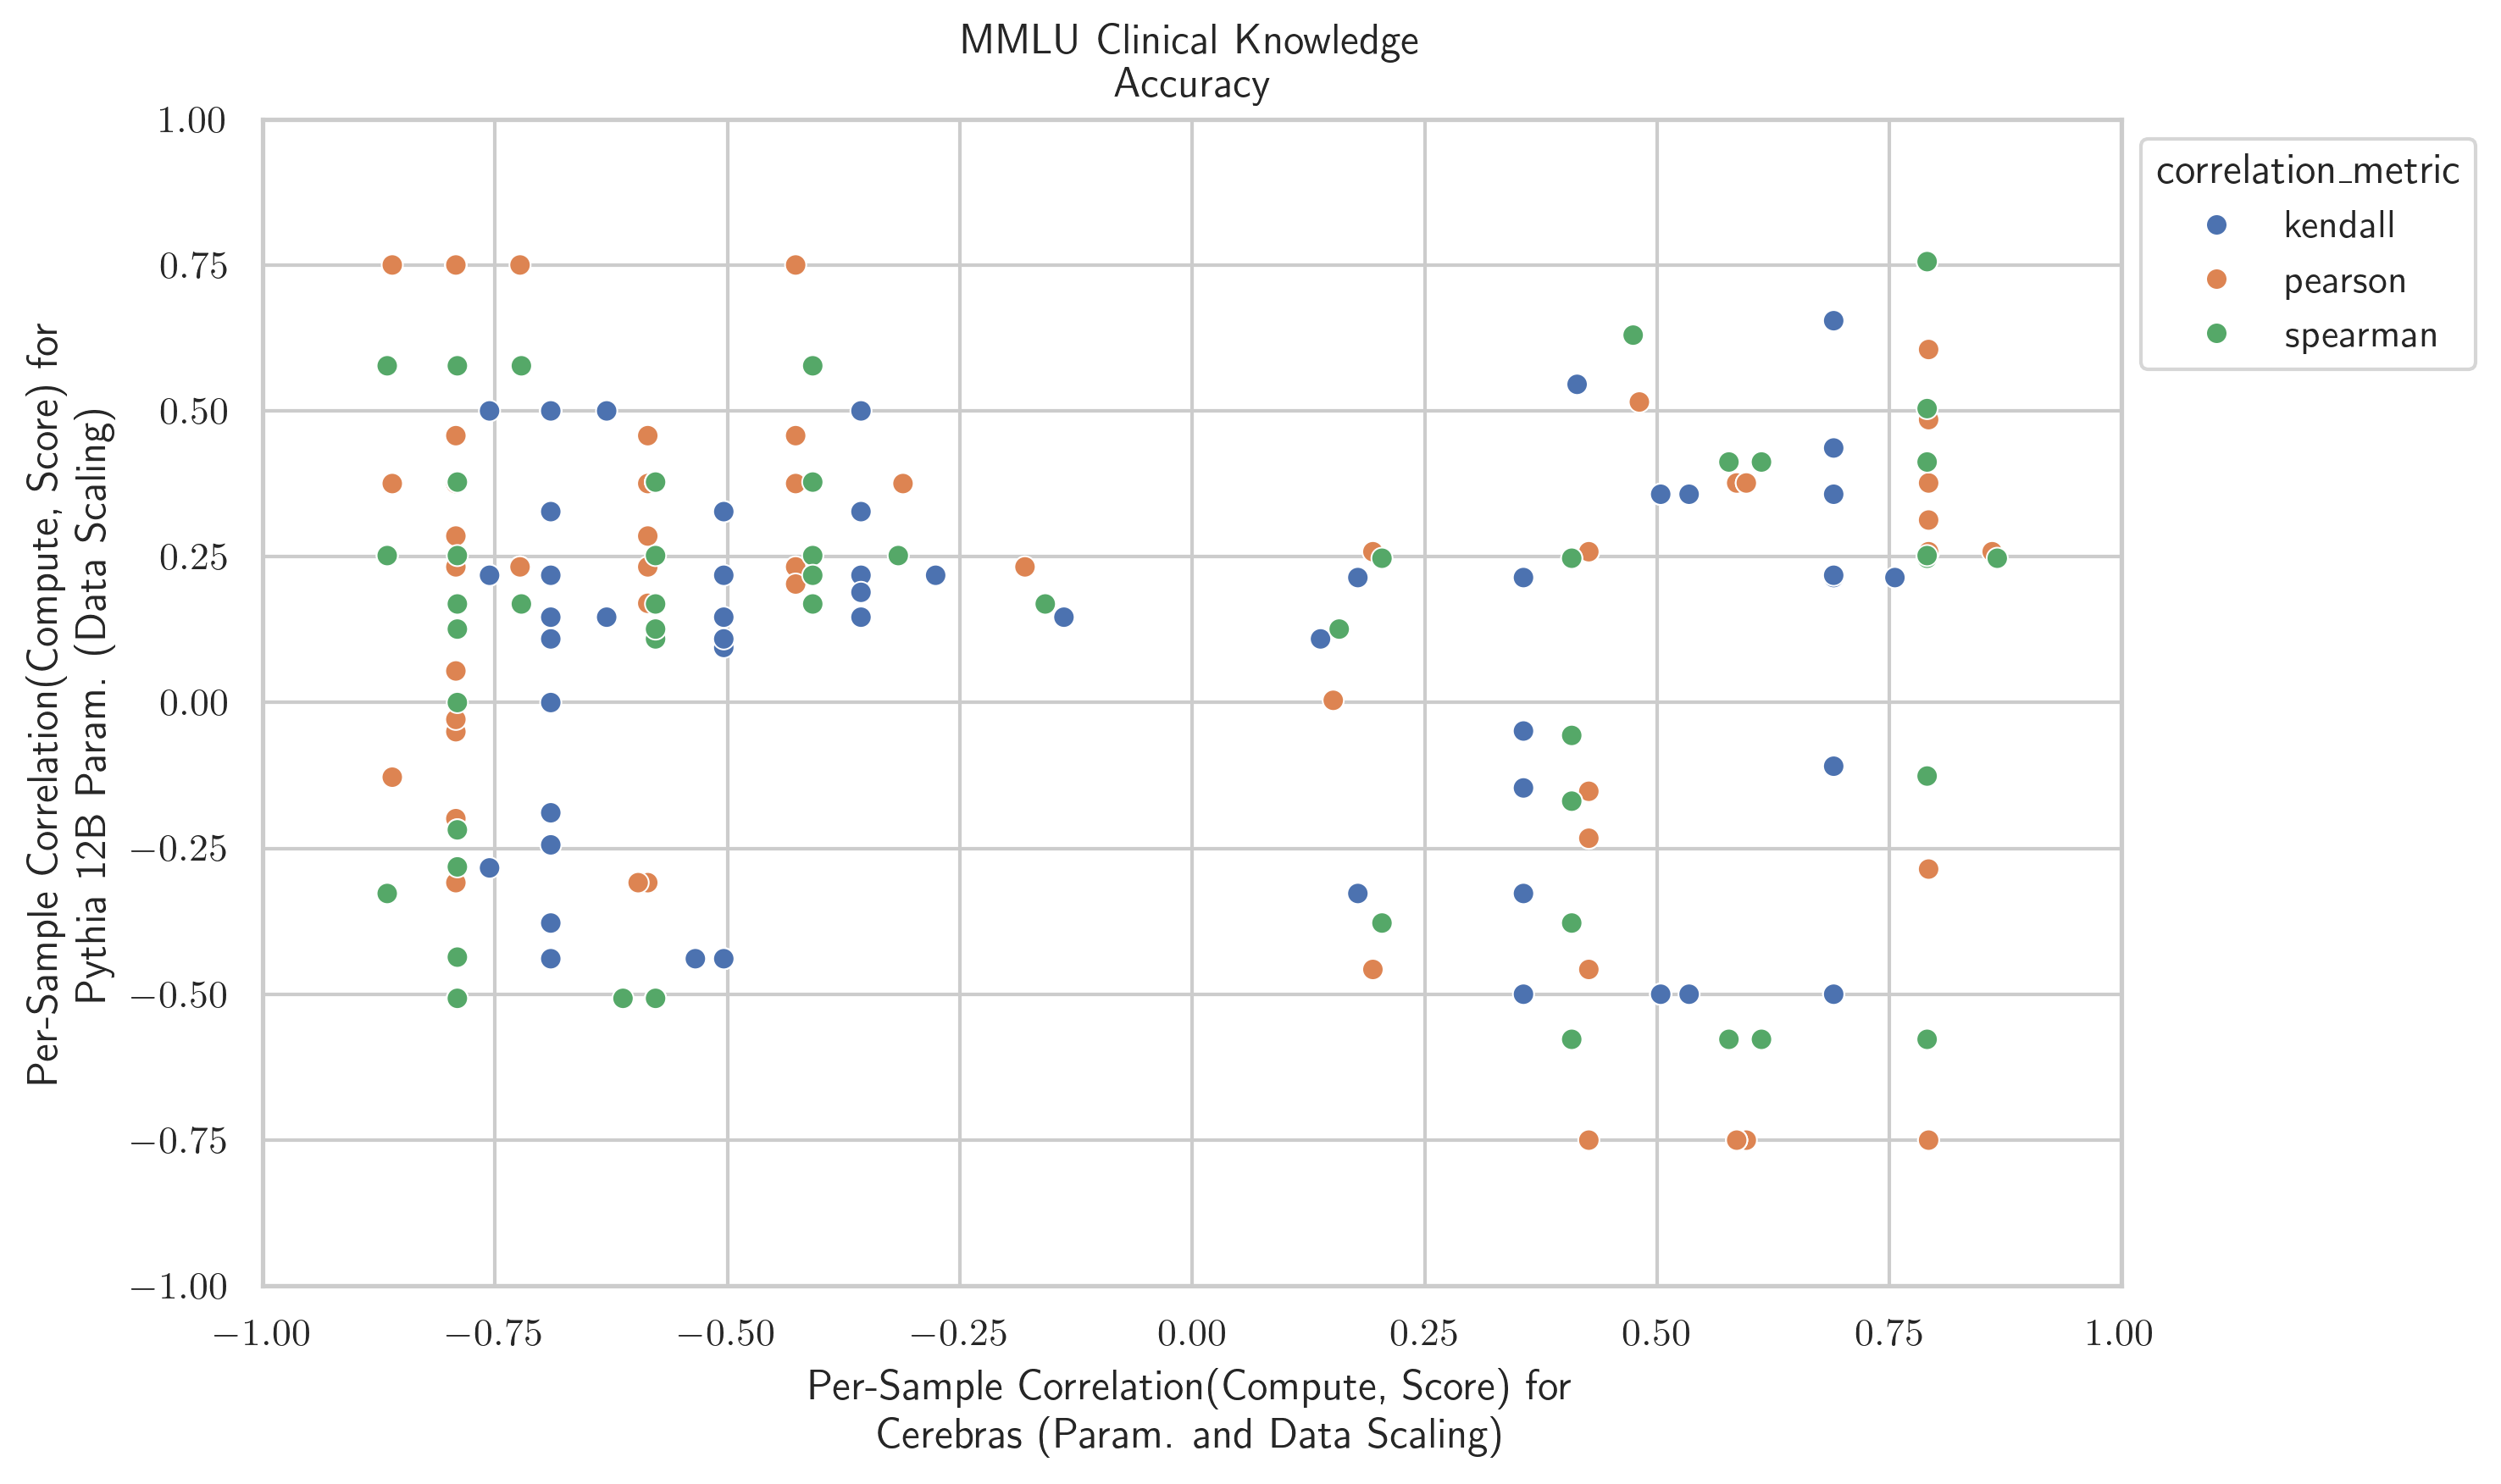 MMLU Clinical Knowledge
Accuracy
1.00
0.75
0.50
0.25
0.00
−0.25
−0.50
−0.75
−1.00
Per-Sample Correlation(Compute, Score) for
Pythia 12B Param. (Data Scaling)
correlation_metric
kendall
pearson
spearman
−1.00
−0.75
−0.50
−0.25
0.00
0.25
0.50
0.75
1.00
Per-Sample Correlation(Compute, Score) for
Cerebras (Param. and Data Scaling)